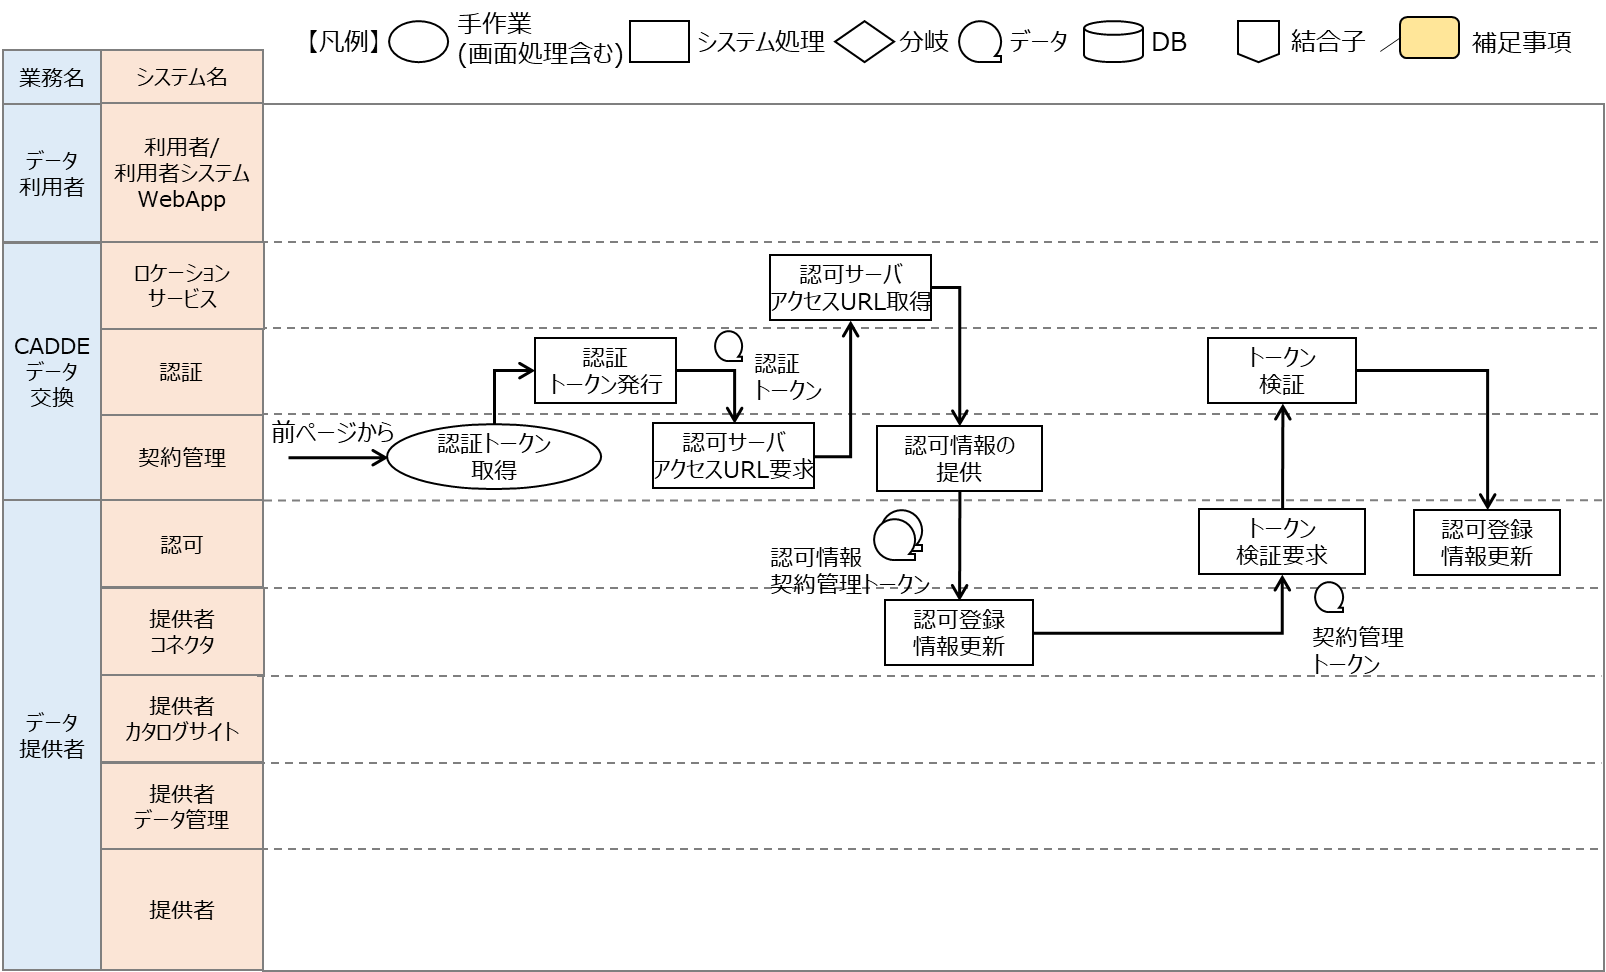 【凡例】
手作業
(画面処理含む)
システム処理
分岐
データ
DB
結合子
補足事項
業務名
システム名
データ
利用者
利用者/
利用者システム
WebApp
CADDE
データ
交換
ロケーション
サービス
認可サーバ
アクセスURL取得
認証
認証
トークン発行
認証
トークン
トークン
検証
契約管理
前ページから
認証トークン
取得
認可サーバ
アクセスURL要求
認可情報の
提供
データ
提供者
認可
認可情報
契約管理トークン
トークン
検証要求
認可登録
情報更新
提供者
コネクタ
認可登録
情報更新
契約管理
トークン
提供者
カタログサイト
提供者
データ管理
提供者